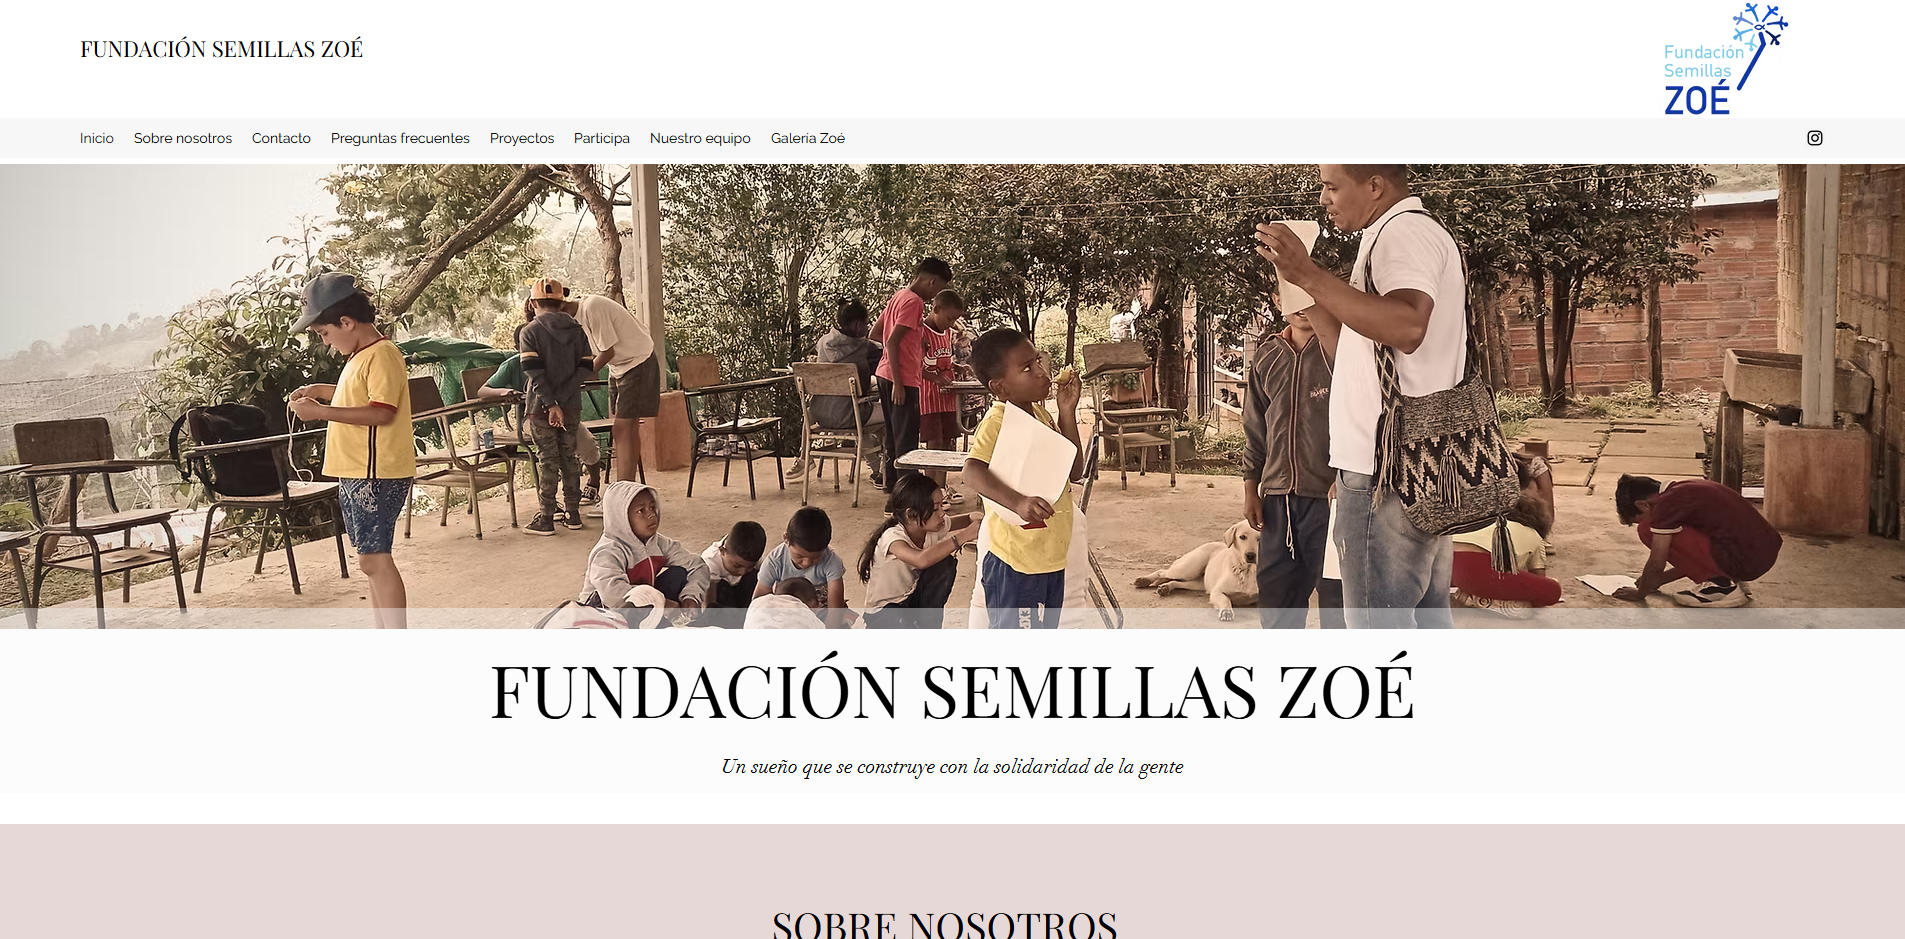 FUNDACIÓN SEMILLAS ZOÉ
Fundación
Semillas
ZOÉ
Inicio Sobre nosotros Contacto Preguntas frecuentes Proyectos Participa Nuestro equipo Galería Zoé
FUNDACIÓN SEMILLAS ZOÉ
Un sueño que se construye con la solidaridad de la gente
SOBRE NOSOTROS